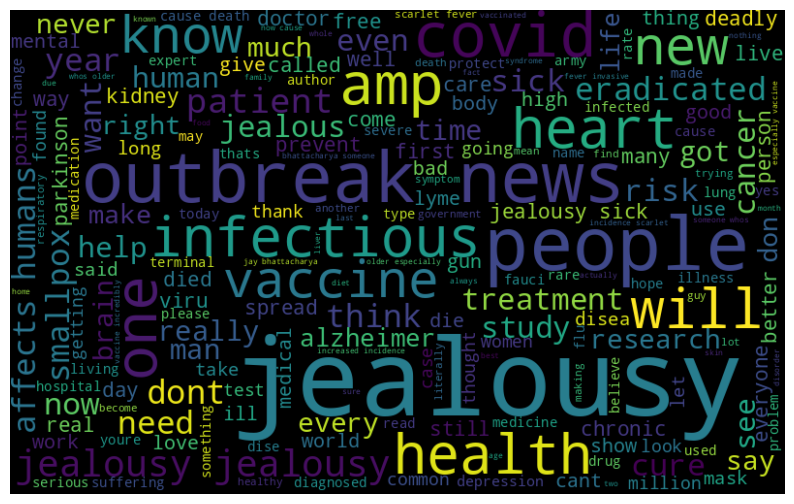 never
cause death
doctor
free
scarlet fever
vaccinated
nothing
known
now cause
whole
know
covid
new
life
thing
deadly
live
mental
year
much
even
well
rate
army
syndrome
expert
give
called
death
protect
fever invasive
due
whos older
author
fact
family
human
amp
sick
care
eradicated
way
kidney
patient
come
body
high
infected
made
change
want
right
jealous
time
heart
good
person
especially vaccine
point
found
may
food
prevent
severe
first
going
mean
name
find
many
got
cancer
cause
long
thats
bhattacharya someone
bad
trying
outbreak news
parkinson
medication
respiratory
humans
make
today
thank
another
type
symptom
government
lyme
risk
lung
yes
jealousy sick
use
don
last
incidence scarlet
someone whos
month
affects
smallpox
help
infectious
people
gun
said
terminal
jay bhattacharya
liver
older especially
always
actually
fauci
rare
hope
illness
better
brain
died
viru
vaccine
diet
treatment
will
guy
home
getting
one
please
spread
think
die
study
disea
really
alzheimer
women
flu
research
lot
skin
disorder
living
man
increased incidence
case
literally
thought
making
believe
let
everyone
problem
vaccine incredibly
hospital
day
take
test
medical
jealousy
best
now
become
dont
ill
sure
real
need
something
every
read
still
medicine
chronic
see
youre
love
dise
world
show
look
used
work
health
drug
two
say
jealousy jealousy
cure
age
serious
suffering
healthy
diagnosed
common
depression
cant
million
mask